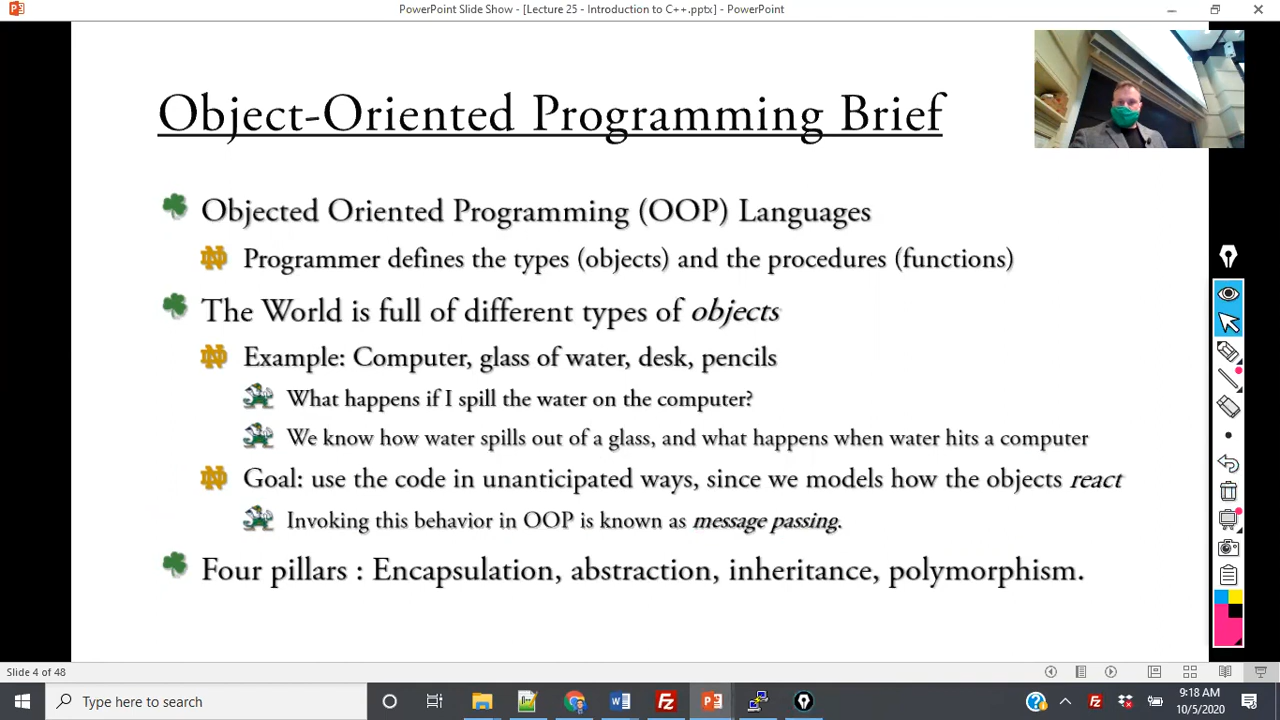 PowerPoint Slide Show - [Lecture 25 - Introduction to C++.pptx] - PowerPoint
Object-Oriented Programming Brief
Objected Oriented Programming (OOP) Languages
Programmer defines the types (objects) and the procedures (functions)
The World is full of different types of objects
Example: Computer, glass of water, desk, pencils
What happens if I spill the water on the computer?
We know how water spills out of a glass, and what happens when water hits a computer
Goal: use the code in unanticipated ways, since we models how the objects react
Invoking this behavior in OOP is known as message passing.
Four pillars : Encapsulation, abstraction, inheritance, polymorphism.
Slide 4 of 48
Type here to search
9:18 AM
10/5/2020